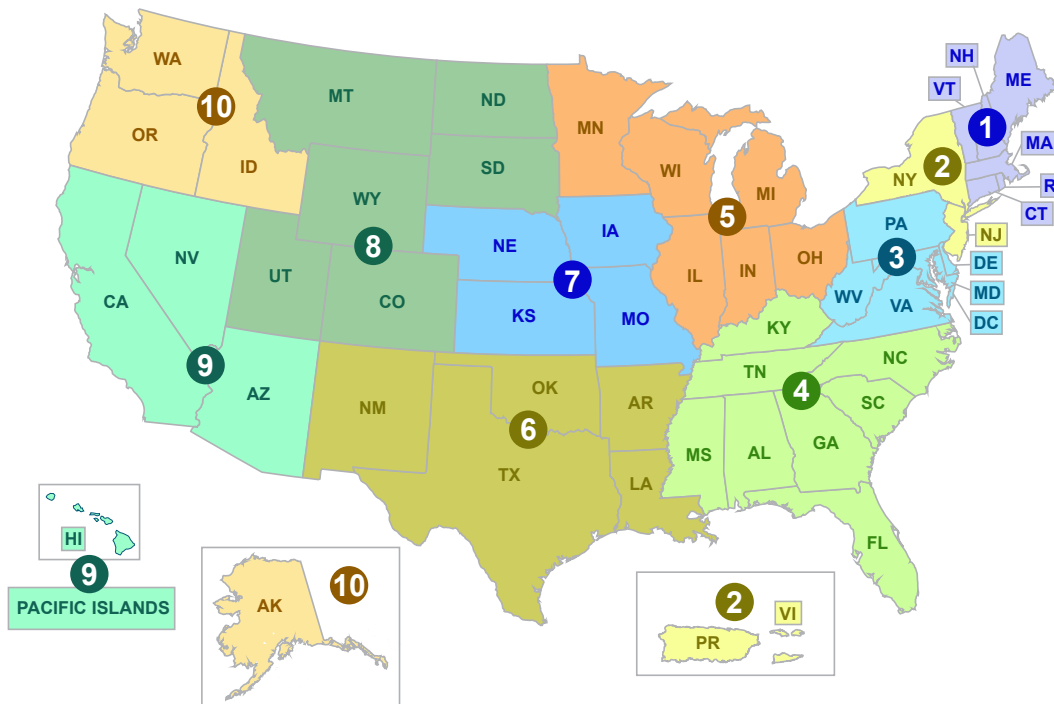 NH
WA
ME
VT
MT
ND
10
1
MN
OR
MA
2
WI
SD
ID
NY
R
MI
WY
CT
5
PA
IA
NJ
8
NE
NV
3
OH
DE
UT
IL
IN
7
MD
WV
CA
CO
VA
KS
MO
DC
KY
NC
9
TN
4
AZ
OK
SC
AR
NM
6
GA
AL
MS
TX
LA
HI
FL
9
10
2
PACIFIC ISLANDS
AK
VI
PR